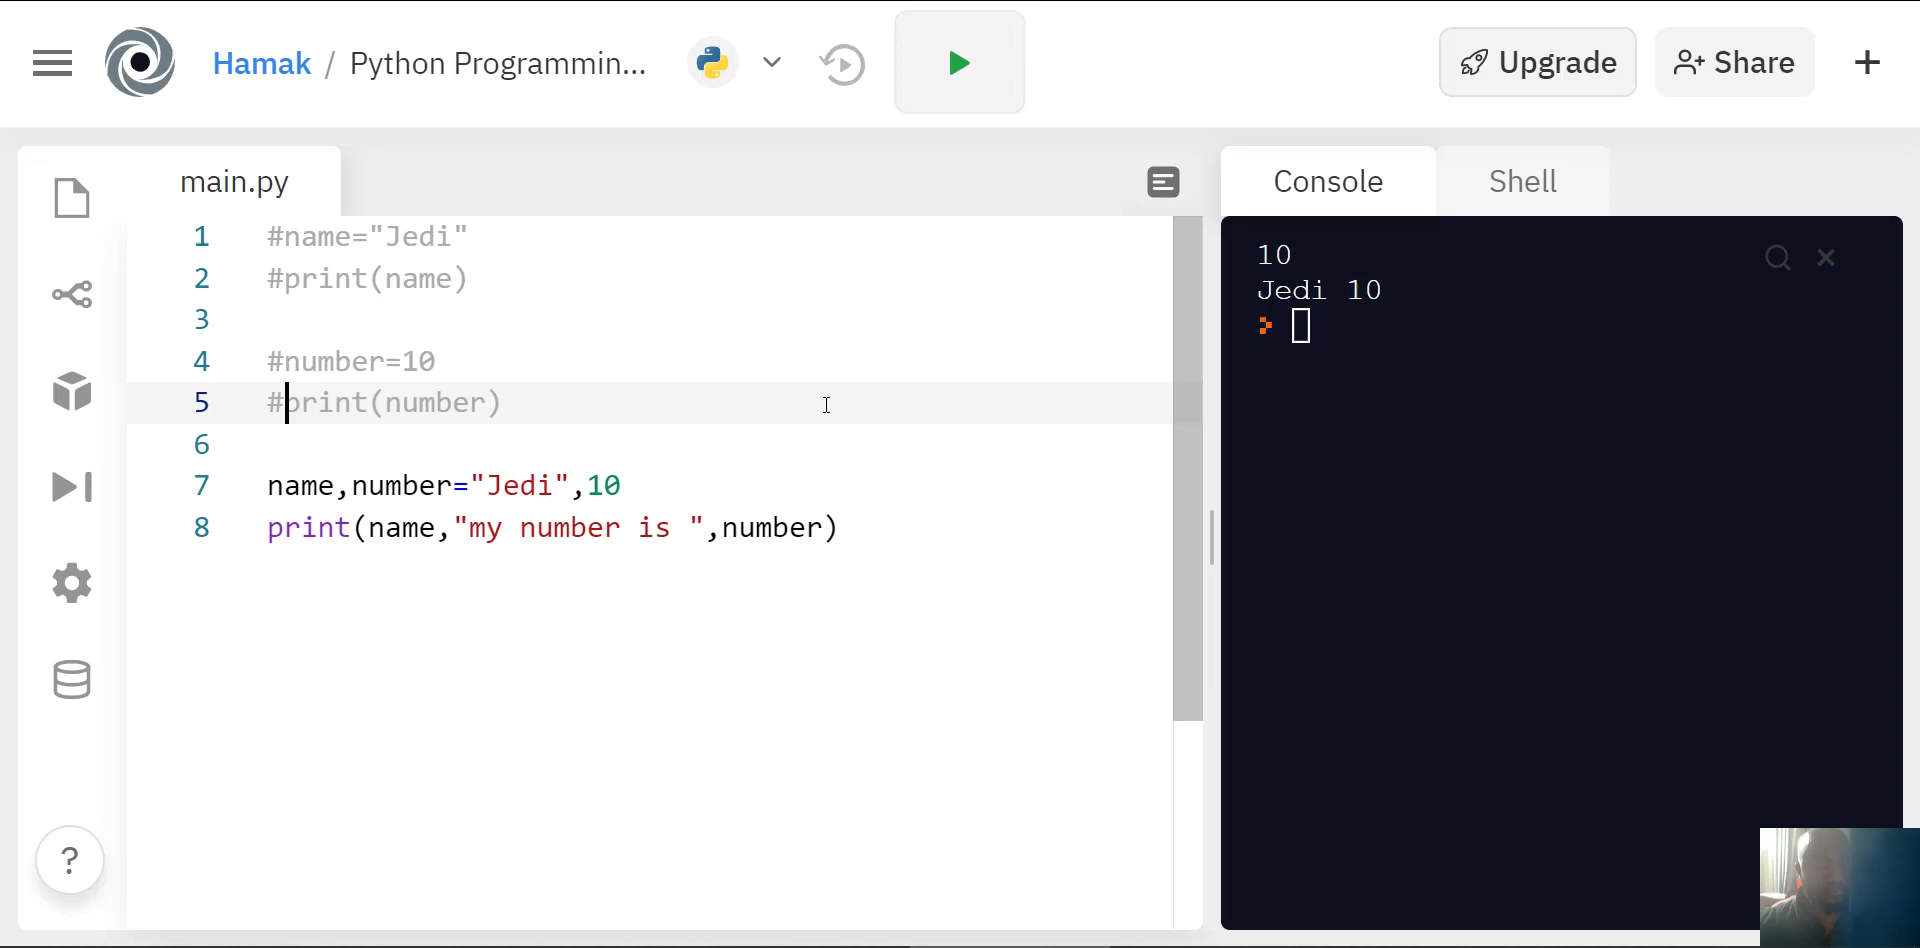 Hamak / Python Programmin...
Upgrade
Share
+
main.py
Console
Shell
1 #name="Jedi"
2 #print(name)
3
4 #number=10
5 #print(number)
6
7 name,number="Jedi",10
8 print(name,"my number is ",number)
10
Jedi 10
?